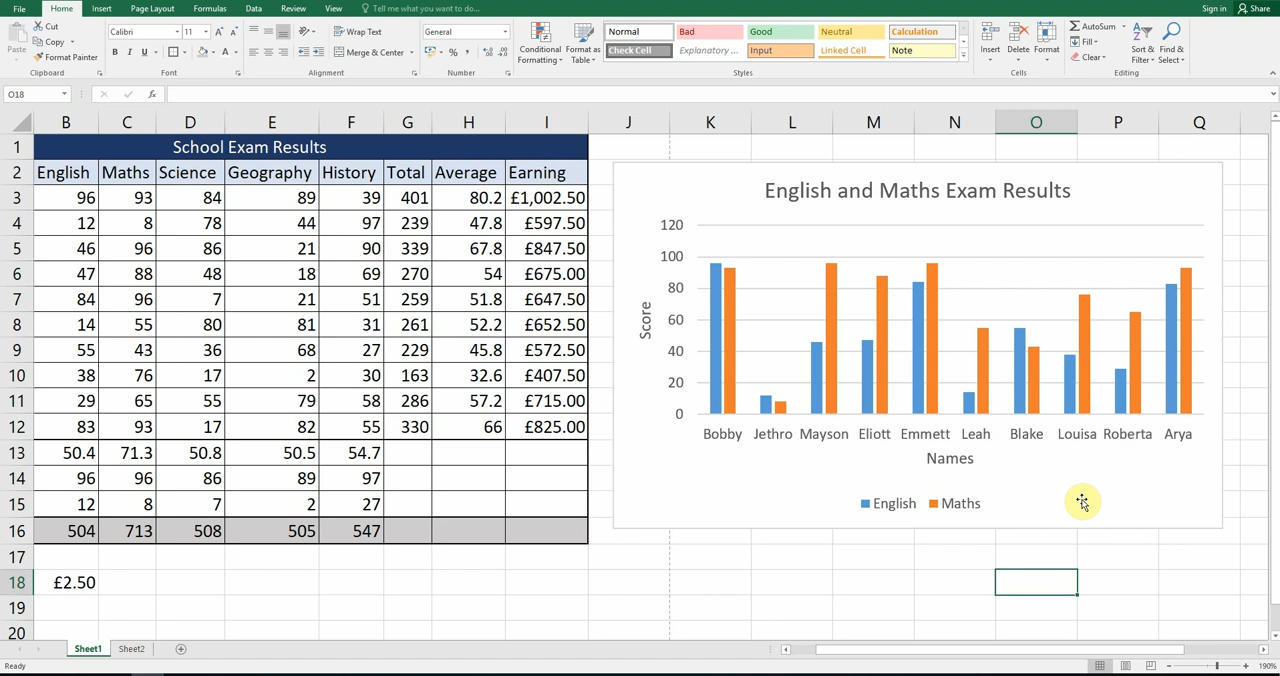 File Home Insert Page Layout Formulas Data Review View Tell me what you want to do... Sign in Share
Paste
Cut
Copy
Format Painter
Clipboard
Calibri 11
B I U
Font
Wrap Text
Merge & Center
Alignment
General
%
Number
Conditional Formatting
Format as Table
Normal Bad Good Neutral Calculation
Check Cell Explanatory ... Input Linked Cell Note
Styles
Insert Delete Format
Cells
AutoSum
Fill
Clear
Sort & Filter
Find & Select
Editing
O18 fx
B C D E F G H I J K L M N O P Q
1 School Exam Results
2 English Maths Science Geography History Total Average Earning
3 96 93 84 89 39 401 80.2 £1,002.50
4 12 8 78 44 97 239 47.8 £597.50
5 46 96 86 21 90 339 67.8 £847.50
6 47 88 48 18 69 270 54 £675.00
7 84 96 7 21 51 259 51.8 £647.50
8 14 55 80 81 31 261 52.2 £652.50
9 55 43 36 68 27 229 45.8 £572.50
10 38 76 17 2 30 163 32.6 £407.50
11 29 65 55 79 58 286 57.2 £715.00
12 83 93 17 82 55 330 66 £825.00
13 50.4 71.3 50.8 50.5 54.7
14 96 96 86 89 97
15 12 8 7 2 27
16 504 713 508 505 547
17
18 £2.50
19
20
English and Maths Exam Results
120
100
80
60
40
20
0
Score
Bobby Jethro Mayson Eliott Emmett Leah Blake Louisa Roberta Arya
Names
English Maths
Sheet1 Sheet2
Ready 190%